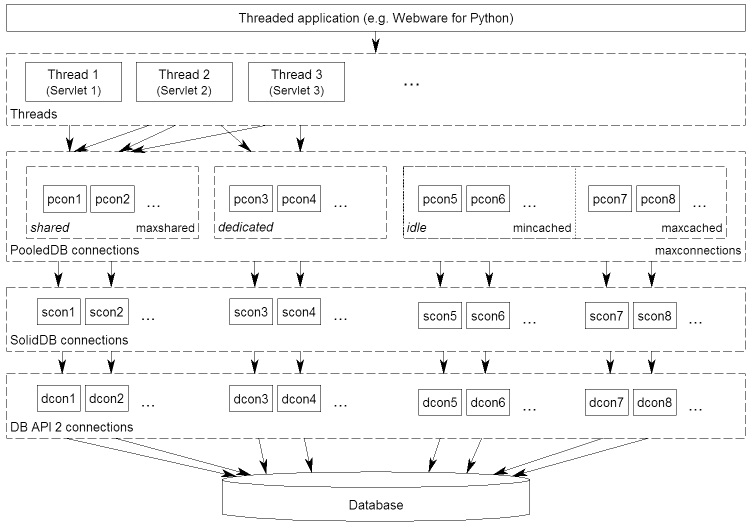 Threaded application (e.g. Webware for Python)
Thread 1
(Servlet 1)
Thread 2
(Servlet 2)
Thread 3
(Servlet 3)
...
Threads
pcon1 pcon2 ...
shared maxshared
pcon3 pcon4 ...
dedicated
pcon5 pcon6 ...
idle mincached
pcon7 pcon8 ...
maxcached
PooledDB connections maxconnections
scon1 scon2 ... scon3 scon4 ... scon5 scon6 ... scon7 scon8 ...
SolidDB connections
dcon1 dcon2 ... dcon3 dcon4 ... dcon5 dcon6 ... dcon7 dcon8 ...
DB API 2 connections
Database